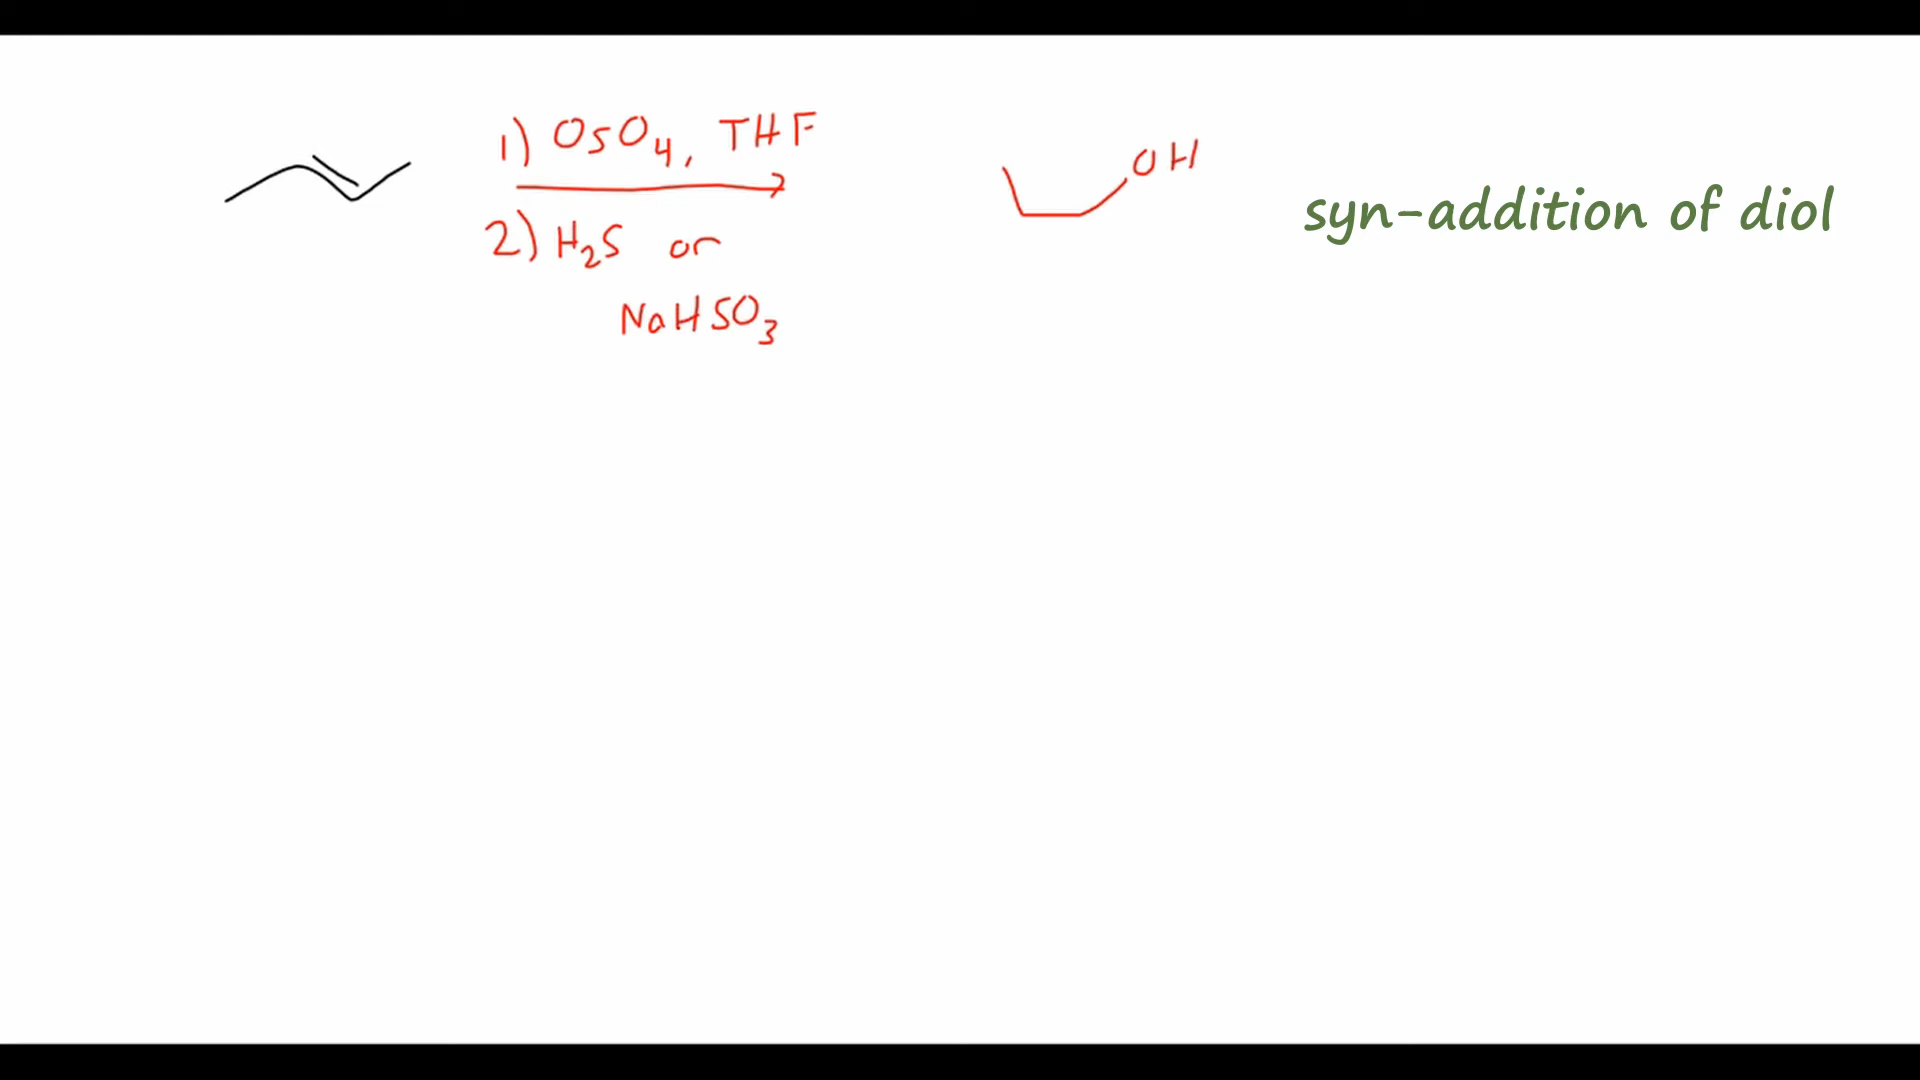 1) OsO4, THF
2) H2S or
NaHSO3
OH
syn-addition of diol